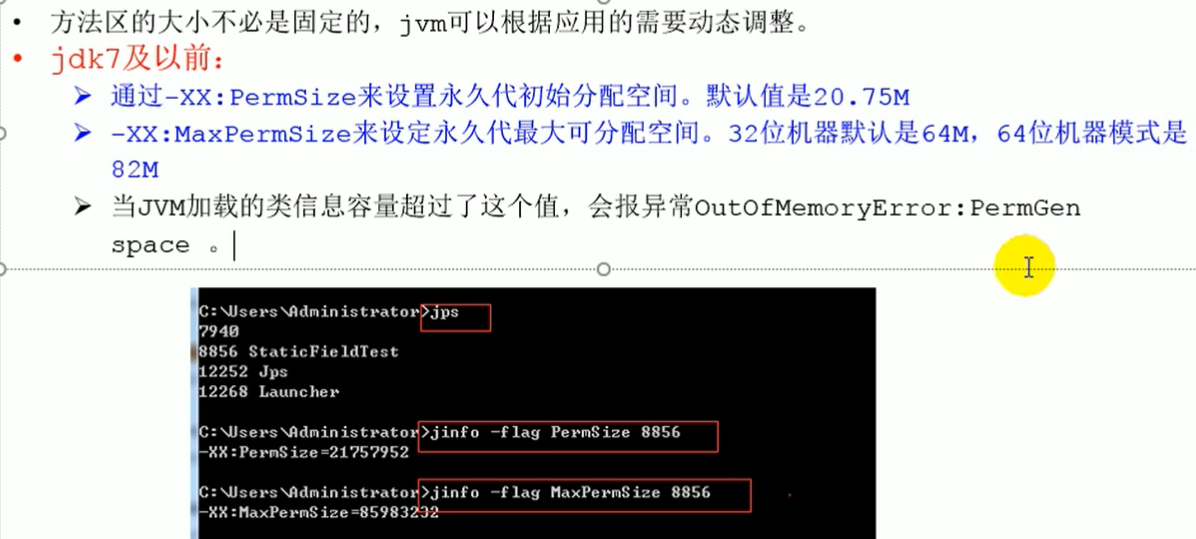 • 方法区的大小不必是固定的，jvm可以根据应用的需要动态调整。
• jdk7及以前：
➢ 通过-XX:PermSize来设置永久代初始分配空间。默认值是20.75M
➢ -XX:MaxPermSize来设定永久代最大可分配空间。32位机器默认是64M，64位机器模式是
82M
➢ 当JVM加载的类信息容量超过了这个值，会报异常OutOfMemoryError:PermGen
space 。
C:\Users\Administrator>jps
7940
8856 StaticFieldTest
12252 Jps
12268 Launcher
C:\Users\Administrator>jinfo -flag PermSize 8856
-XX:PermSize=21757952
C:\Users\Administrator>jinfo -flag MaxPermSize 8856
-XX:MaxPermSize=85983232